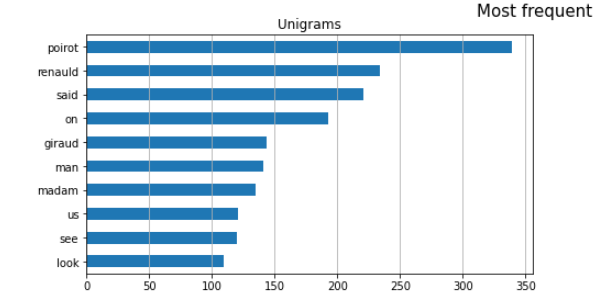 Most frequent
Unigrams
poirot
renauld
said
on
giraud
man
madam
us
see
look
0 50 100 150 200 250 300 350